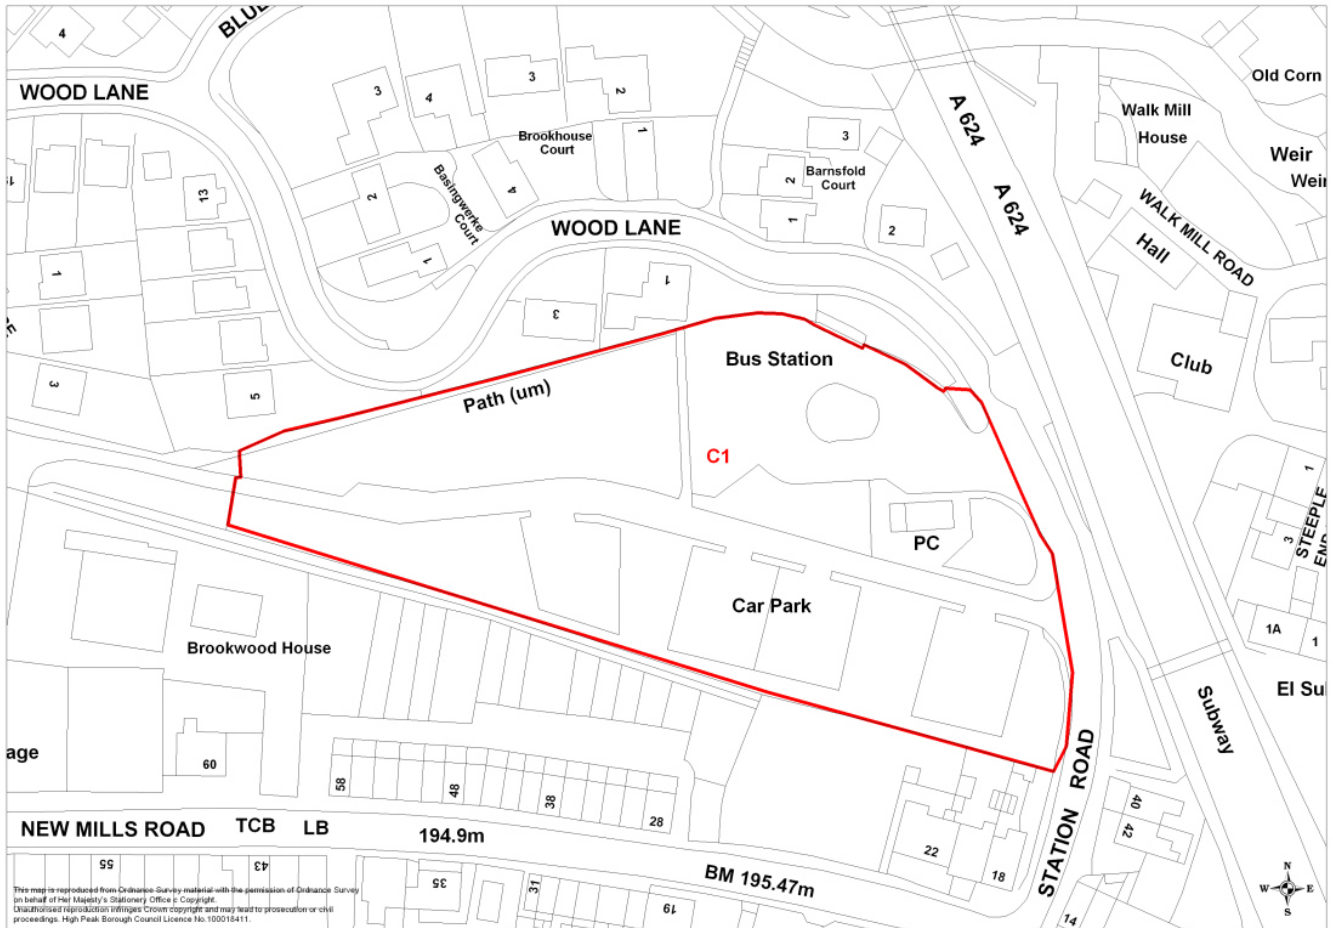 BLUE
4
WOOD LANE
3
4
3
2
1
Brookhouse
Court
3
Barnsfold
Court
2
1
2
A 624
A 624
Old Corn
Walk Mill
House
Weir
Weir
WALK MILL ROAD
Hall
Club
13
Basingwerke
Court
2
4
1
WOOD LANE
1
3
1
3
5
Path (um)
Bus Station
C1
PC
Car Park
1
3
STEEPLE
END
1A
1
El Su
Subway
Brookwood House
age
60
58
48
38
28
STATION ROAD
40
42
22
18
14
NEW MILLS ROAD
TCB
LB
194.9m
BM 195.47m
55
43
35
31
19
N
W
E
S
This map is reproduced from Ordnance Survey material with the permission of Ordnance Survey
on behalf of Her Majesty's Stationery Office c Copyright.
Unauthorised reproduction infringes Crown copyright and may lead to prosecution or civil
proceedings. High Peak Borough Council Licence No.100018411.